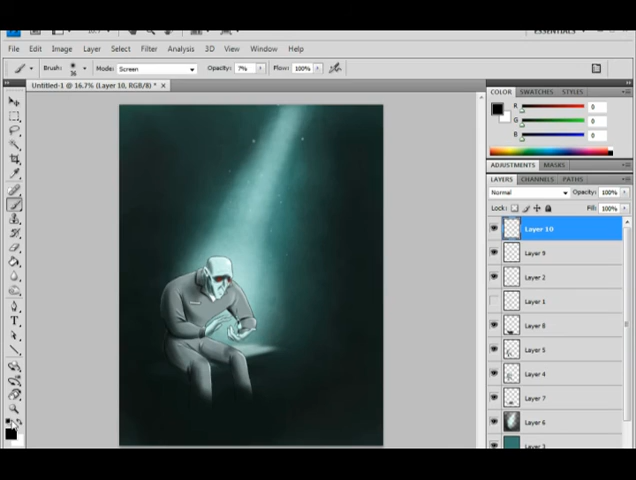 ESSENTIALS
File Edit Image Layer Select Filter Analysis 3D View Window Help
Brush: 36 Mode: Screen Opacity: 7% Flow: 100%
Untitled-1 @ 16.7% (Layer 10, RGB/8) * ×
COLOR SWATCHES STYLES
R 0
G 0
B 0
ADJUSTMENTS MASKS
LAYERS CHANNELS PATHS
Normal Opacity: 100%
Lock: Fill: 100%
Layer 10
Layer 9
Layer 2
Layer 1
Layer 8
Layer 5
Layer 4
Layer 7
Layer 6
Layer 3